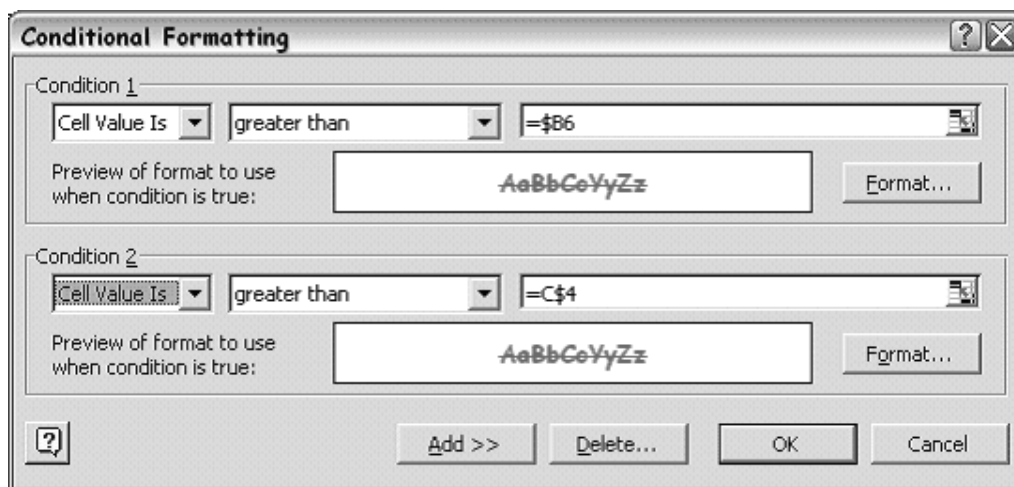 Conditional Formatting
Condition 1
Cell Value Is greater than =$B6
Preview of format to use
when condition is true:
AaBbCcYyZz
Format...
Condition 2
Cell Value Is greater than =C$4
Preview of format to use
when condition is true:
AaBbCcYyZz
Format...
Add >> Delete... OK Cancel